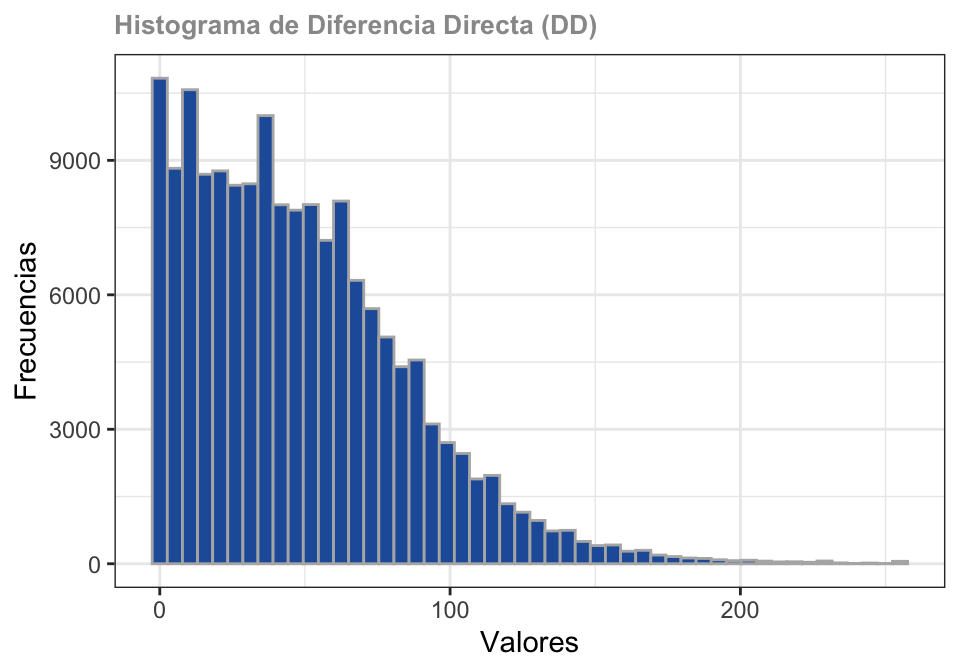 Histograma de Diferencia Directa (DD)
Frecuencias
9000
6000
3000
0
0 100 200
Valores